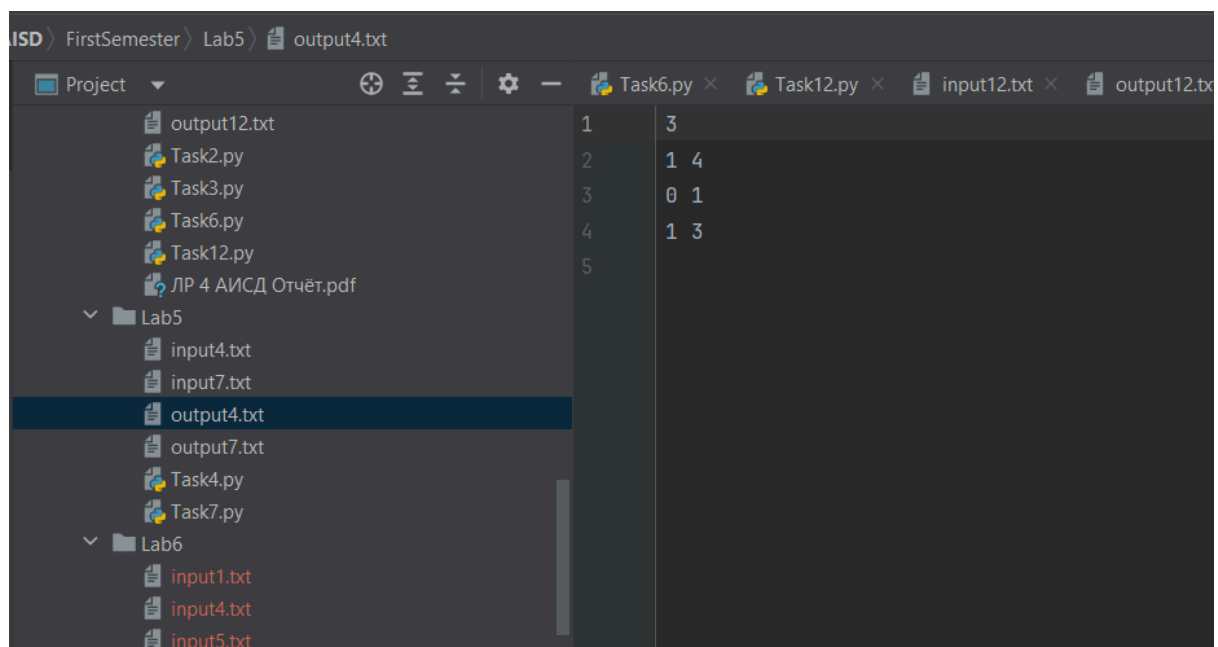 ISD FirstSemester Lab5 output4.txt
Project Task6.py Task12.py input12.txt output12.tx
output12.txt
Task2.py
Task3.py
Task6.py
Task12.py
ЛР 4 АИСД Отчёт.pdf
Lab5
input4.txt
input7.txt
output4.txt
output7.txt
Task4.py
Task7.py
Lab6
input1.txt
input4.txt
input5.txt
1 3
2 1 4
3 0 1
4 1 3
5